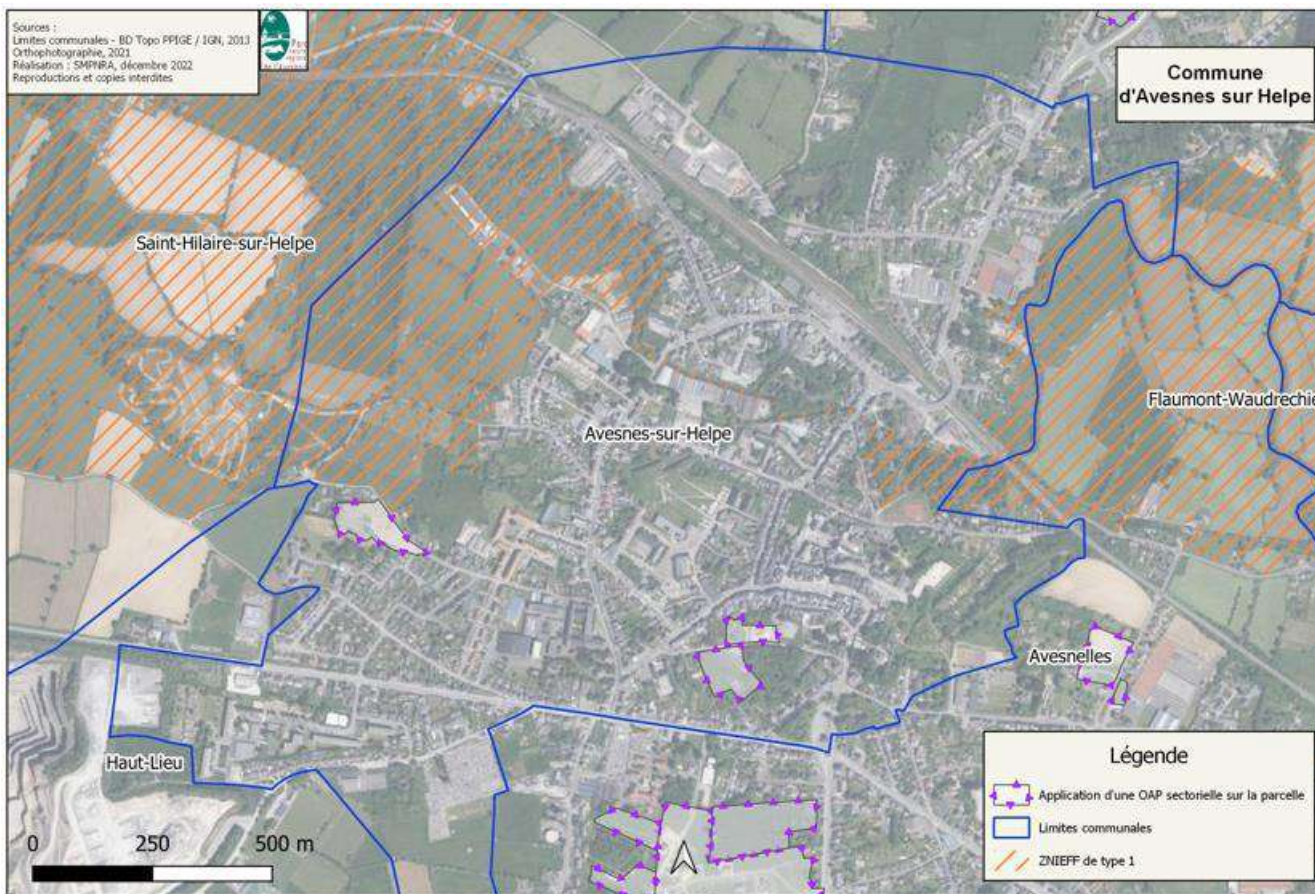 Sources :
Limites communales - BD Topo PPIGE / IGN, 2013
Orthophotographie, 2021
Réalisation : SMPNRA, décembre 2022
Reproductions et copies interdites
Parc
Commune
d'Avesnes sur Helpe
Saint-Hilaire-sur-Helpe
Flaumont-Waudrechie
Avesnes-sur-Helpe
Avesnelles
Haut-Lieu
Légende
Application d'une OAP sectorielle sur la parcelle
Limites communales
ZNIEFF de type 1
0 250 500 m